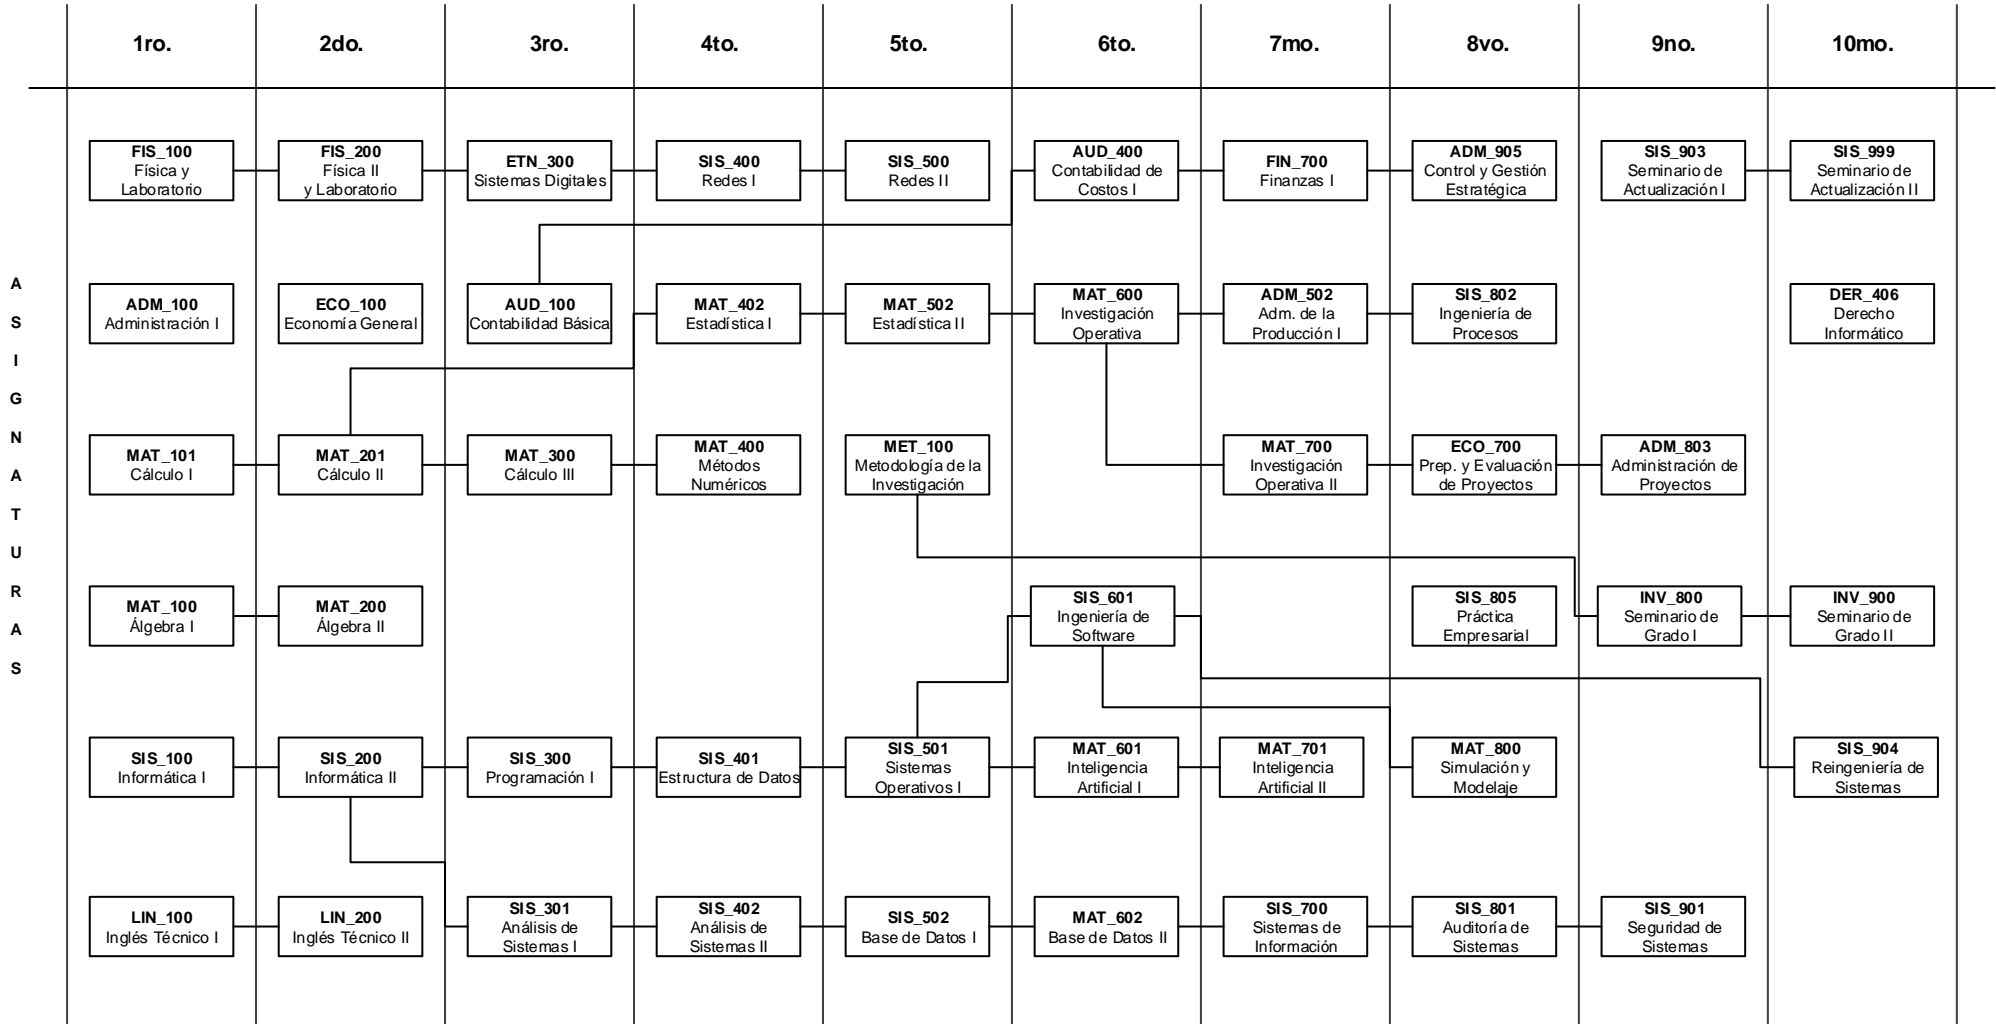 1ro.
2do.
3ro.
4to.
5to.
6to.
7mo.
8vo.
9no.
10mo.
A
S
I
G
N
A
T
U
R
A
S
FIS_100
Física y
Laboratorio
FIS_200
Física II
y Laboratorio
ETN_300
Sistemas Digitales
SIS_400
Redes I
SIS_500
Redes II
AUD_400
Contabilidad de
Costos I
FIN_700
Finanzas I
ADM_905
Control y Gestión
Estratégica
SIS_903
Seminario de
Actualización I
SIS_999
Seminario de
Actualización II
ADM_100
Administración I
ECO_100
Economía General
AUD_100
Contabilidad Básica
MAT_402
Estadística I
MAT_502
Estadística II
MAT_600
Investigación
Operativa
ADM_502
Adm. de la
Producción I
SIS_802
Ingeniería de
Procesos
DER_406
Derecho
Informático
MAT_101
Cálculo I
MAT_201
Cálculo II
MAT_300
Cálculo III
MAT_400
Métodos
Numéricos
MET_100
Metodología de la
Investigación
MAT_700
Investigación
Operativa II
ECO_700
Prep. y Evaluación
de Proyectos
ADM_803
Administración de
Proyectos
MAT_100
Álgebra I
MAT_200
Álgebra II
SIS_601
Ingeniería de
Software
SIS_805
Práctica
Empresarial
INV_800
Seminario de
Grado I
INV_900
Seminario de
Grado II
SIS_100
Informática I
SIS_200
Informática II
SIS_300
Programación I
SIS_401
Estructura de Datos
SIS_501
Sistemas
Operativos I
MAT_601
Inteligencia
Artificial I
MAT_701
Inteligencia
Artificial II
MAT_800
Simulación y
Modelaje
SIS_904
Reingeniería de
Sistemas
LIN_100
Inglés Técnico I
LIN_200
Inglés Técnico II
SIS_301
Análisis de
Sistemas I
SIS_402
Análisis de
Sistemas II
SIS_502
Base de Datos I
MAT_602
Base de Datos II
SIS_700
Sistemas de
Información
SIS_801
Auditoría de
Sistemas
SIS_901
Seguridad de
Sistemas